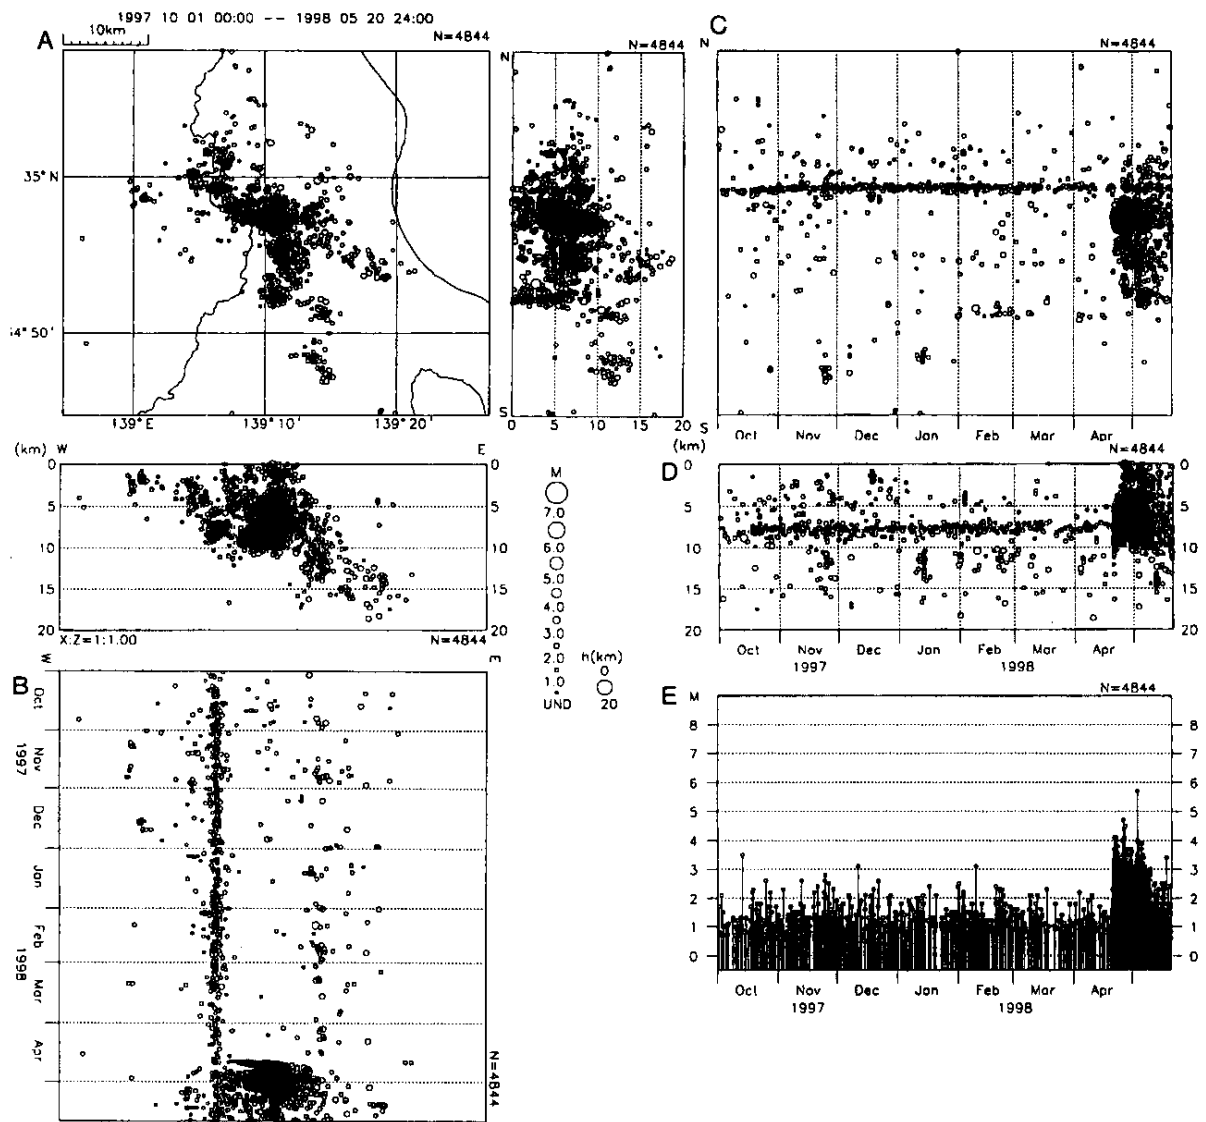 1997 10 01 00:00 -- 1998 05 20 24:00
A
10km
N=4844
35°N
34°50'
139°E
139°10'
139°20'
N=4844
N
S
0 5 10 15 20
(km)
C
N
N=4844
S
Oct Nov Dec Jan Feb Mar Apr
(km) W E
0 0
5 5
10 10
15 15
20 20
X:Z=1:1.00 N=4844
M
7.0
6.0
5.0
4.0
3.0
2.0
1.0
UND
h(km)
0
20
D
N=4844
0 0
5 5
10 10
15 15
20 20
Oct Nov Dec Jan Feb Mar Apr
1997 1998
B
W E
Oct
Nov
Dec
Jan
Feb
Mar
Apr
1997
1998
N=4844
E
M
N=4844
8 8
7 7
6 6
5 5
4 4
3 3
2 2
1 1
0 0
Oct Nov Dec Jan Feb Mar Apr
1997 1998